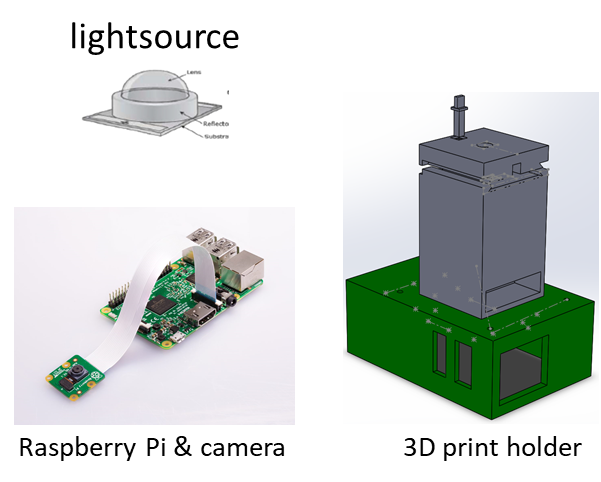 lightsource
Lens
Reflecto
Substra
Raspberry Pi & camera
3D print holder